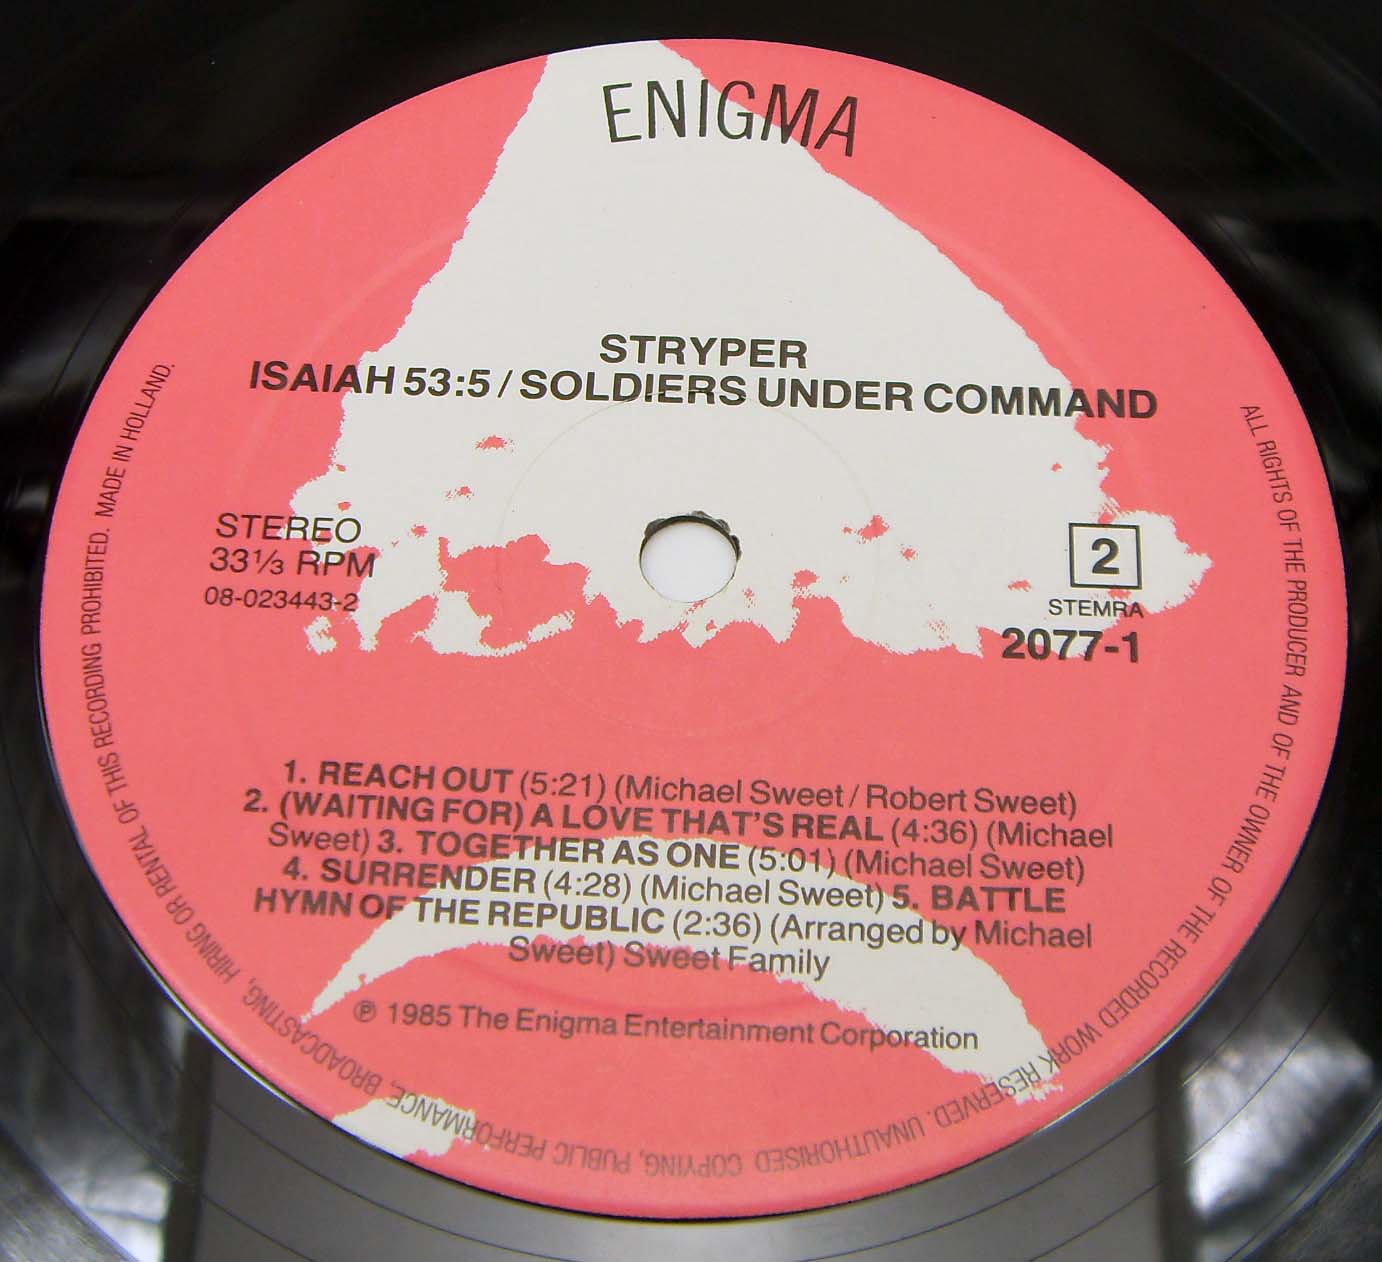 ENIGMA
STRYPER
ISAIAH 53:5 / SOLDIERS UNDER COMMAND
STEREO
33⅓ RPM
08-023443-2
2
STEMRA
2077-1
1. REACH OUT (5:21) (Michael Sweet / Robert Sweet)
2. (WAITING FOR) A LOVE THAT'S REAL (4:36) (Michael
Sweet) 3. TOGETHER AS ONE (5:01) (Michael Sweet)
4. SURRENDER (4:28) (Michael Sweet) 5. BATTLE
HYMN OF THE REPUBLIC (2:36) (Arranged by Michael
Sweet) Sweet Family
℗ 1985 The Enigma Entertainment Corporation
ALL RIGHTS OF THE PRODUCER AND OF THE OWNER OF THE RECORDED WORK RESERVED. UNAUTHORISED COPYING, PUBLIC PERFORMANCE, BROADCASTING, HIRING OR RENTAL OF THIS RECORDING PROHIBITED. MADE IN HOLLAND.